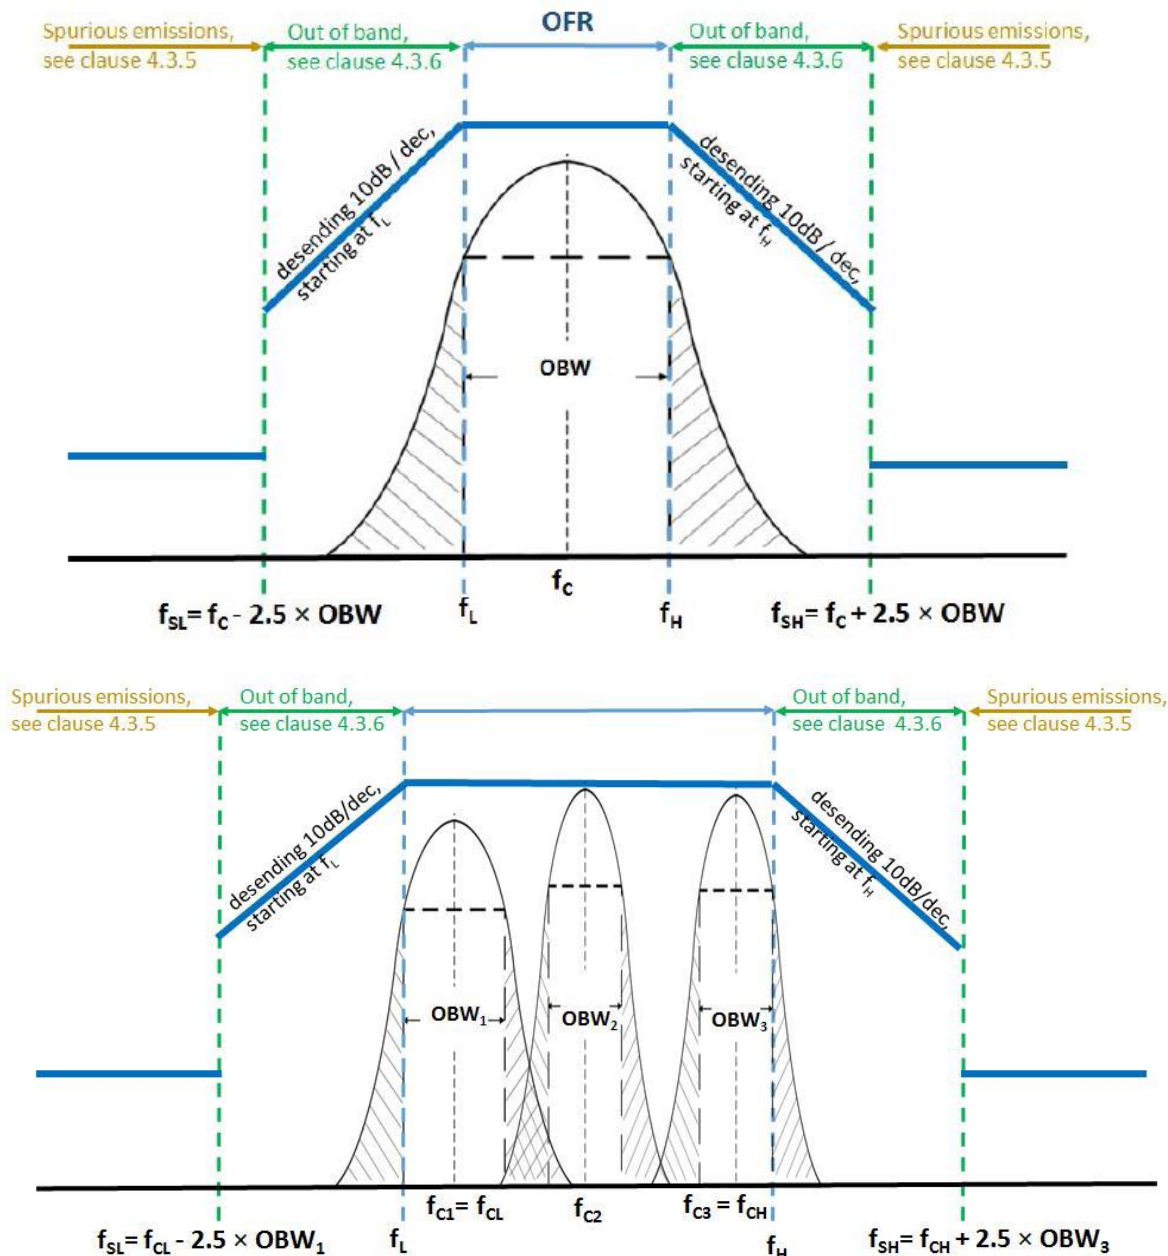 Spurious emissions,
see clause 4.3.5
Out of band,
see clause 4.3.6
OFR
Out of band,
see clause 4.3.6
Spurious emissions,
see clause 4.3.5
desending 10dB / dec,
starting at fL
desending 10dB / dec,
starting at fH
OBW
fC
fSL= fC - 2.5 × OBW
fL
fH
fSH= fC + 2.5 × OBW
Spurious emissions,
see clause 4.3.5
Out of band,
see clause 4.3.6
Out of band,
see clause 4.3.6
Spurious emissions,
see clause 4.3.5
desending 10dB/dec,
starting at fL
desending 10dB/dec,
starting at fH
OBW1
OBW2
OBW3
fC1= fCL
fC2
fC3 = fCH
fSL= fCL - 2.5 × OBW1
fL
fH
fSH= fCH + 2.5 × OBW3